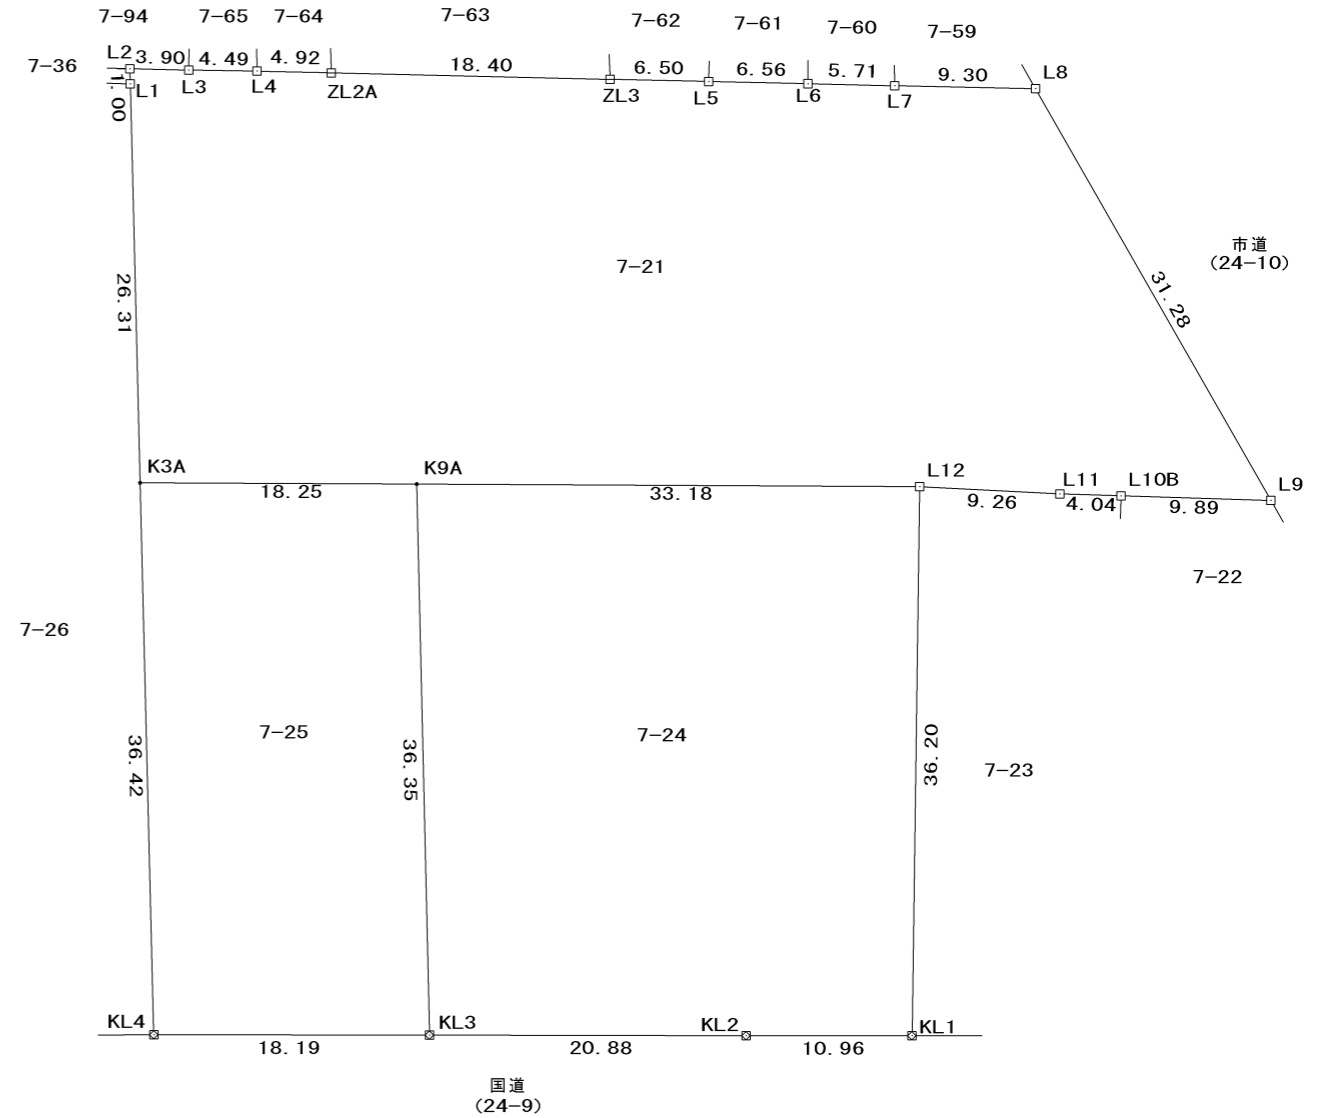 7-94 7-65 7-64 7-63 7-62 7-61 7-60 7-59
7-36 L2 3.90 4.49 4.92 18.40 6.50 6.56 5.71 9.30 L8
1.00 L1 L3 L4 ZL2A ZL3 L5 L6 L7
市道
(24-10)
7-21
26.31
31.28
K3A K9A L12 L11 L10B L9
18.25 33.18 9.26 4.04 9.89
7-22
7-26
7-25 7-24
36.42 36.35 36.20 7-23
KL4 KL3 KL2 KL1
18.19 20.88 10.96
国道
(24-9)